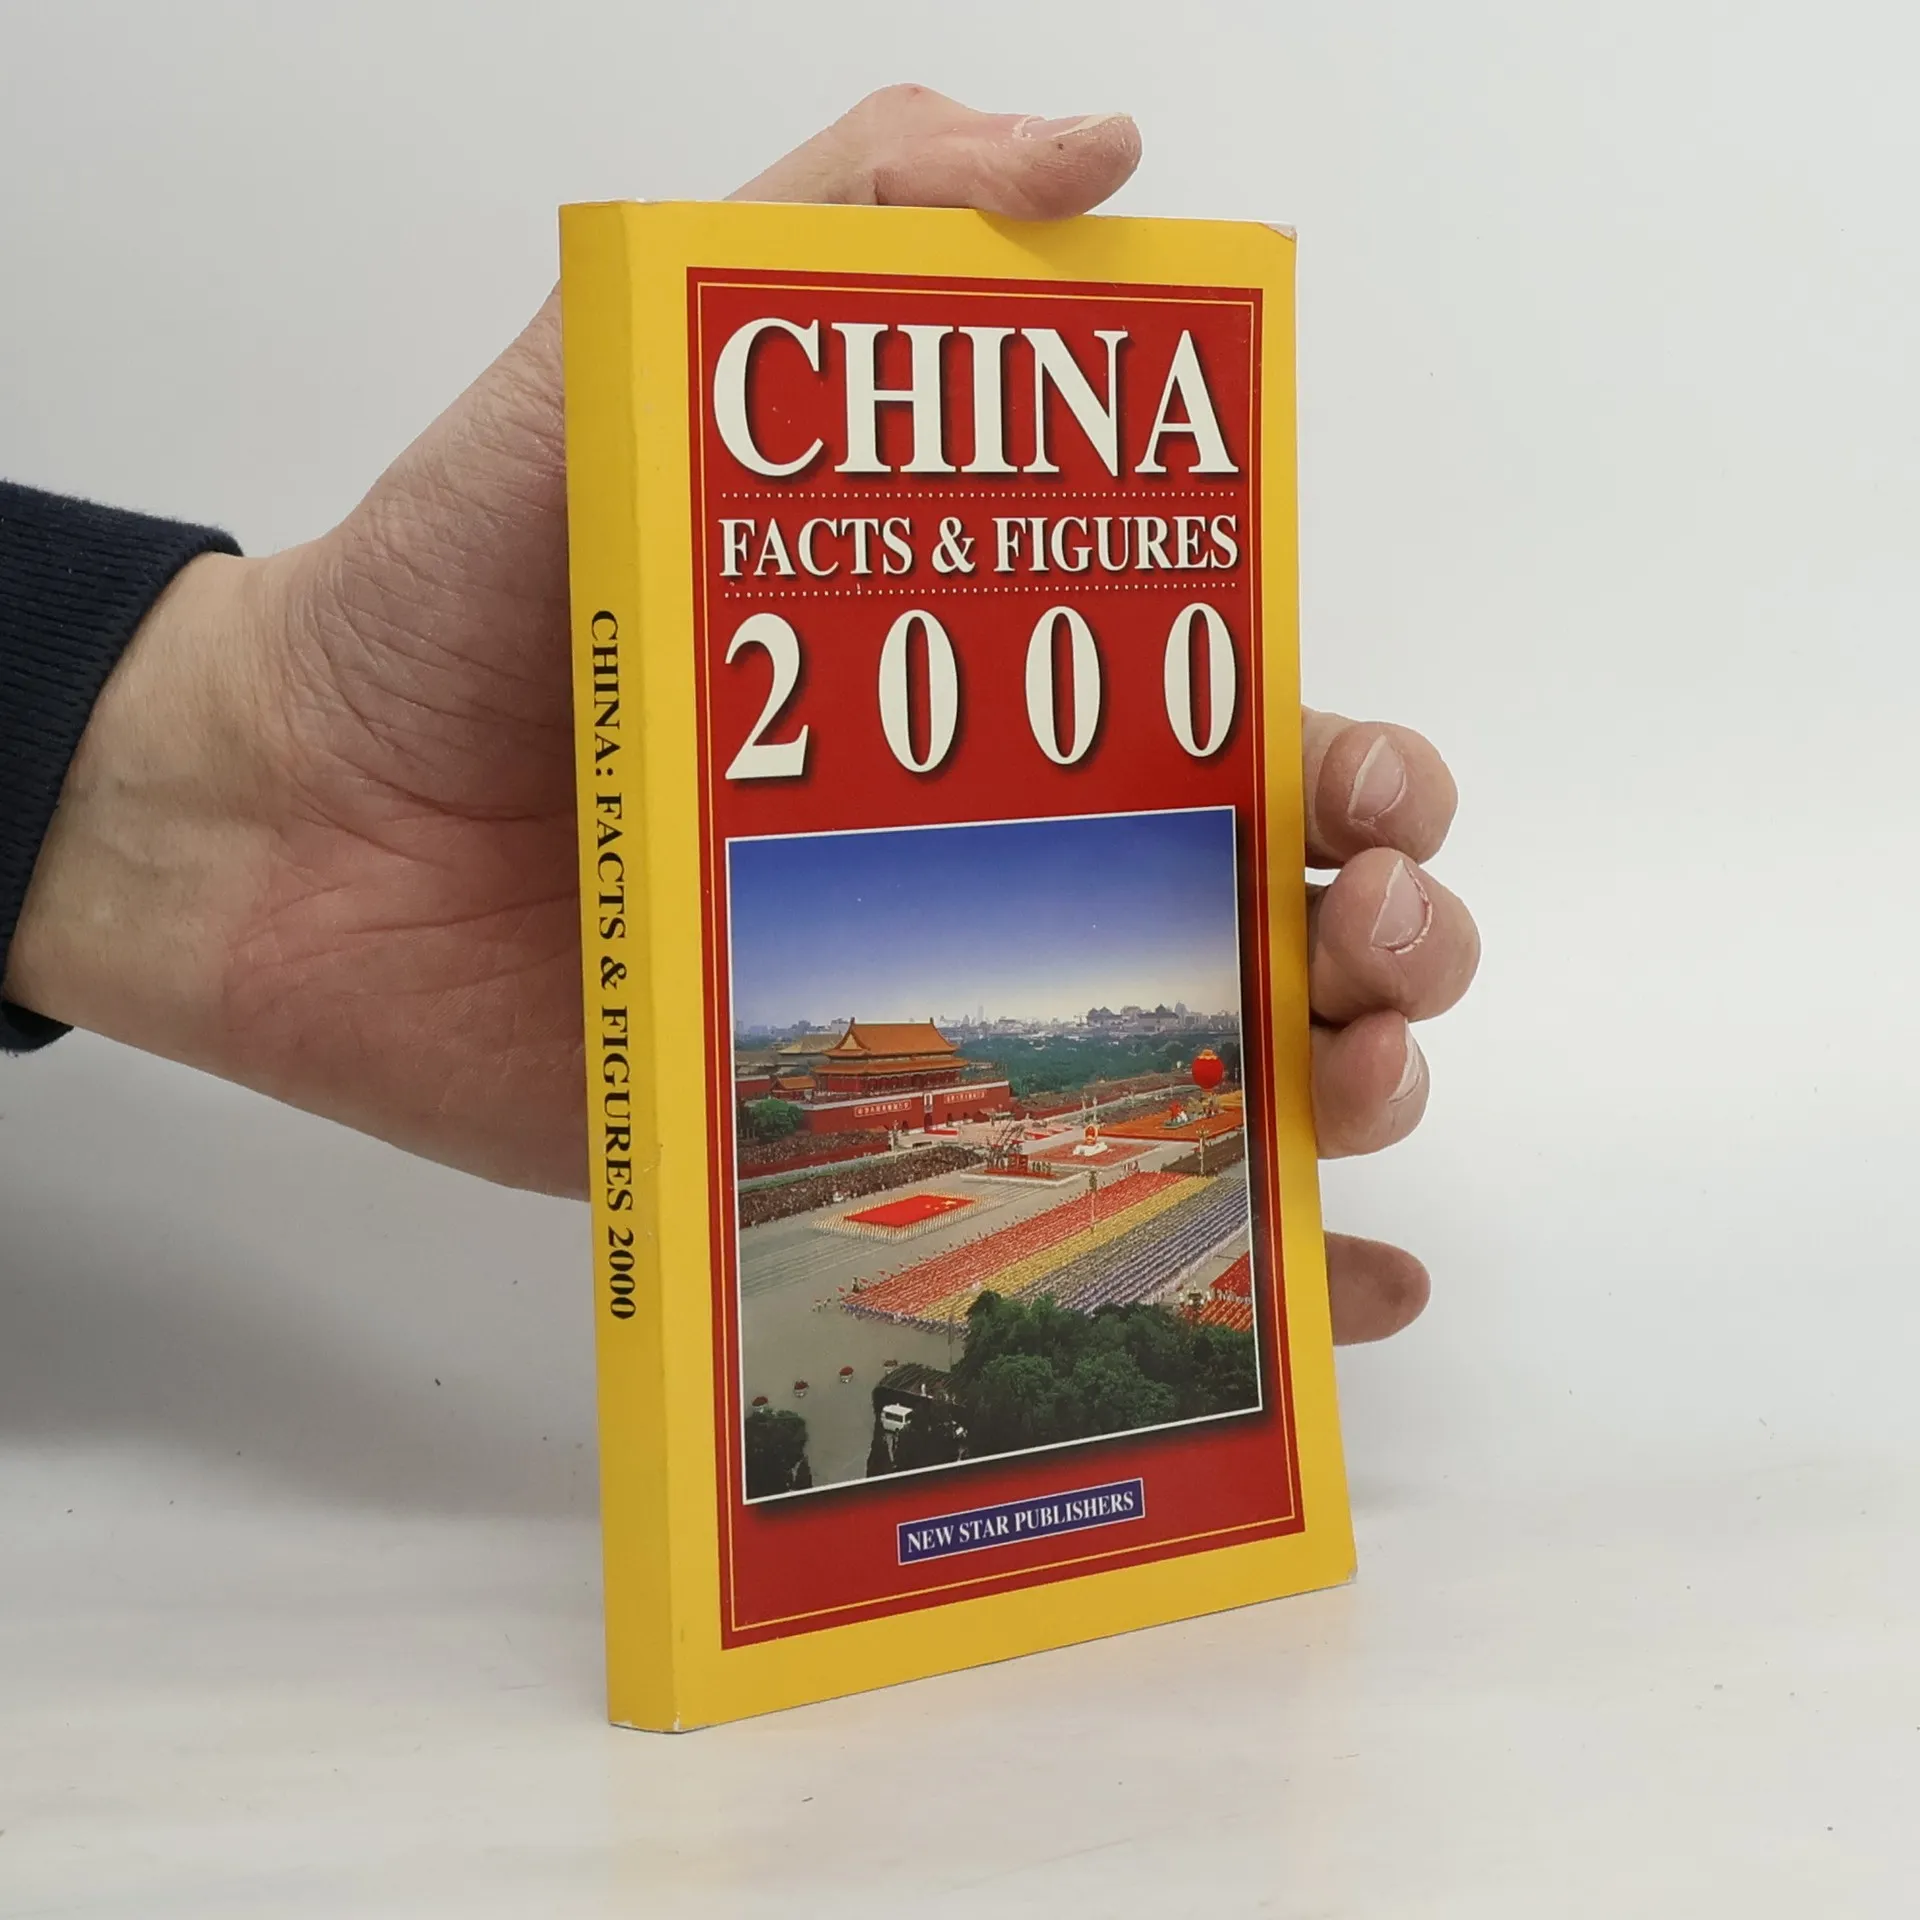 CHINA
FACTS & FIGURES
2000
NEW STAR PUBLISHERS
CHINA: FACTS & FIGURES 2000